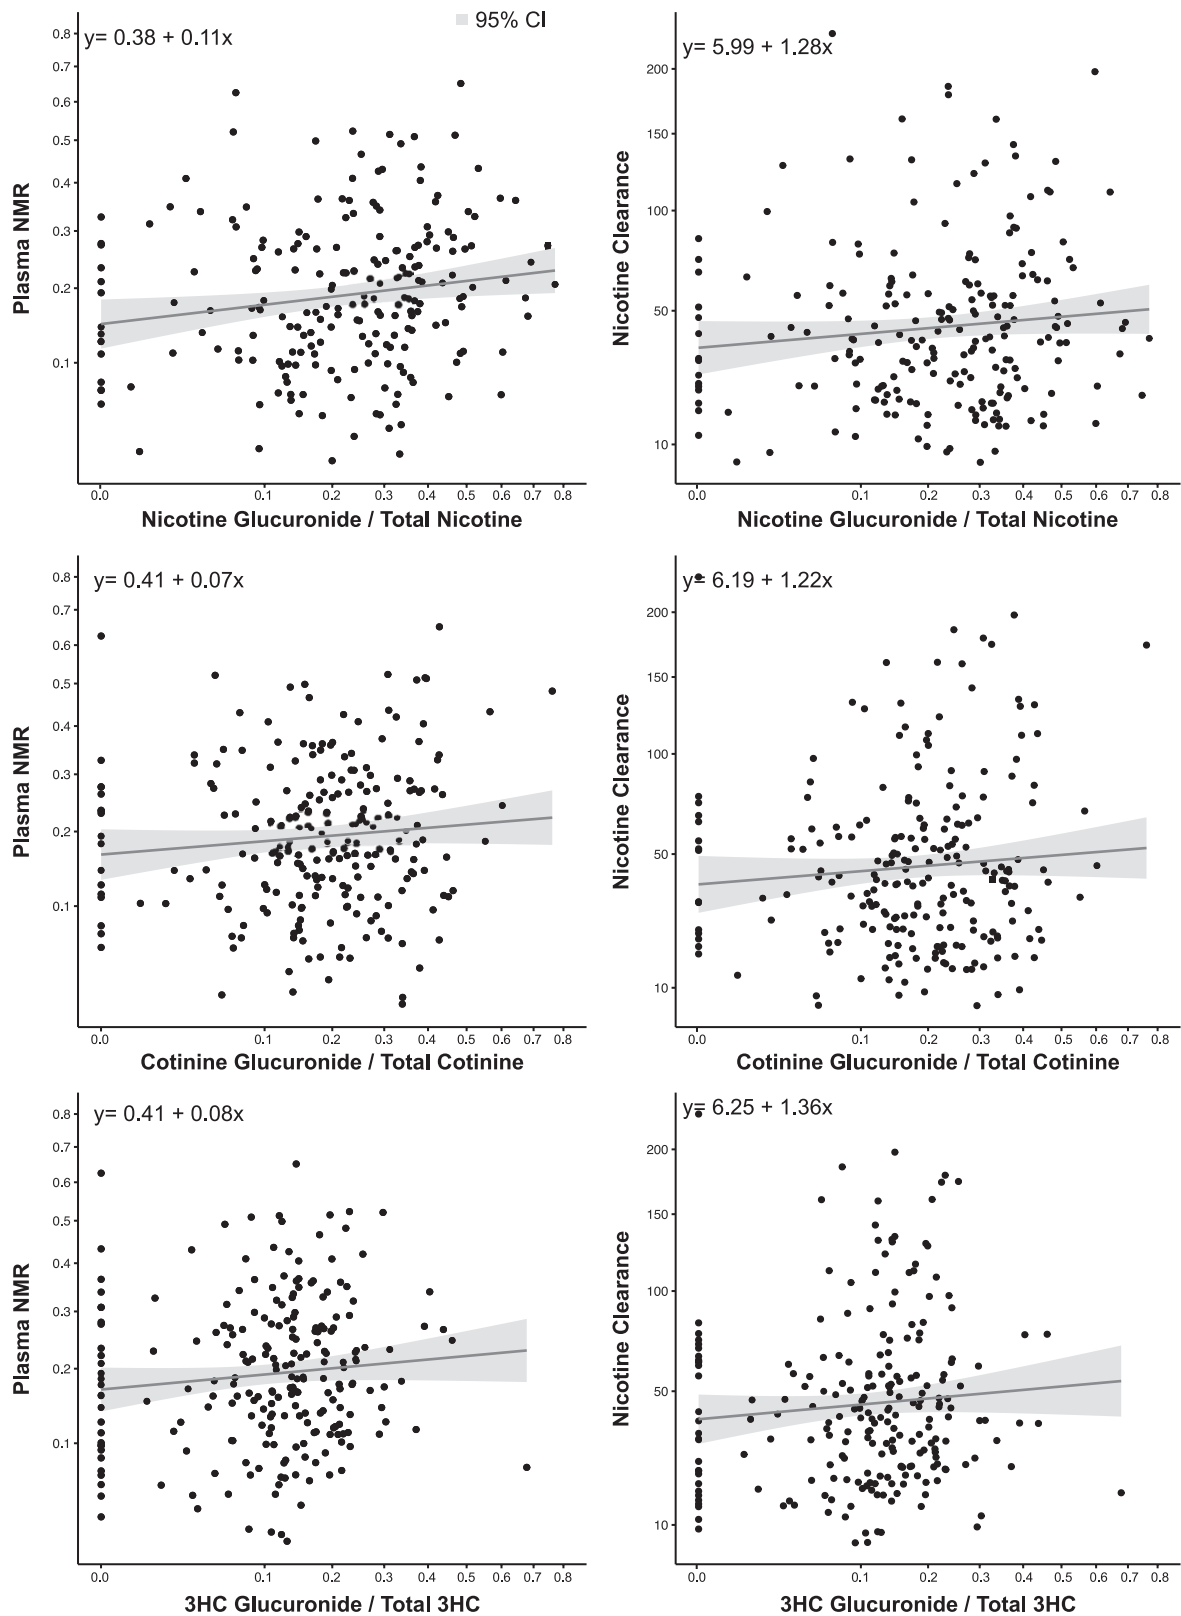 95% CI
y= 0.38 + 0.11x
Plasma NMR
0.8
0.7
0.6
0.5
0.4
0.3
0.2
0.1
0.0 0.1 0.2 0.3 0.4 0.5 0.6 0.7 0.8
Nicotine Glucuronide / Total Nicotine
y= 5.99 + 1.28x
Nicotine Clearance
200
150
100
50
10
0.0 0.1 0.2 0.3 0.4 0.5 0.6 0.7 0.8
Nicotine Glucuronide / Total Nicotine
y= 0.41 + 0.07x
Plasma NMR
0.8
0.7
0.6
0.5
0.4
0.3
0.2
0.1
0.0 0.1 0.2 0.3 0.4 0.5 0.6 0.7 0.8
Cotinine Glucuronide / Total Cotinine
y= 6.19 + 1.22x
Nicotine Clearance
200
150
100
50
10
0.0 0.1 0.2 0.3 0.4 0.5 0.6 0.7 0.8
Cotinine Glucuronide / Total Cotinine
y= 0.41 + 0.08x
Plasma NMR
0.8
0.7
0.6
0.5
0.4
0.3
0.2
0.1
0.0 0.1 0.2 0.3 0.4 0.5 0.6 0.7 0.8
3HC Glucuronide / Total 3HC
y= 6.25 + 1.36x
Nicotine Clearance
200
150
100
50
10
0.0 0.1 0.2 0.3 0.4 0.5 0.6 0.7 0.8
3HC Glucuronide / Total 3HC